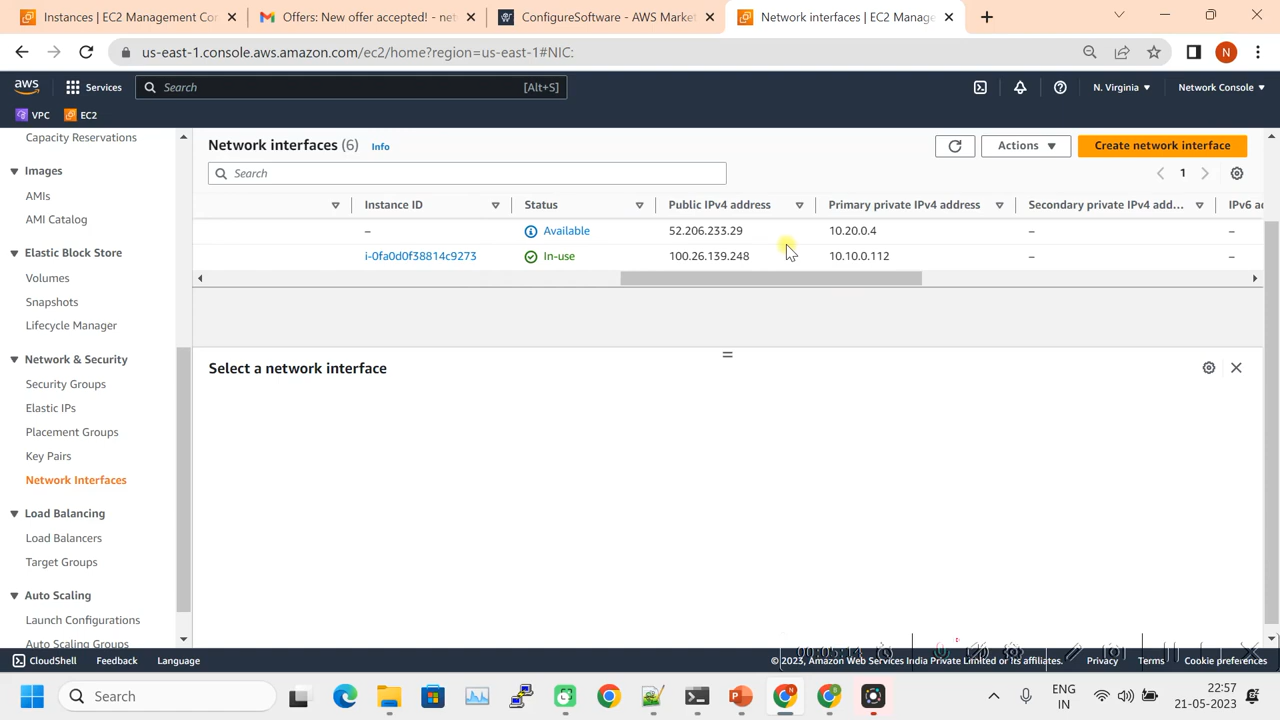 Instances | EC2 Management Con
Offers: New offer accepted! - net
ConfigureSoftware - AWS Market
Network interfaces | EC2 Manage
us-east-1.console.aws.amazon.com/ec2/home?region=us-east-1#NIC:
N
aws
Services
Search
[Alt+S]
N. Virginia
Network Console
VPC
EC2
Capacity Reservations
Images
AMIs
AMI Catalog
Elastic Block Store
Volumes
Snapshots
Lifecycle Manager
Network & Security
Security Groups
Elastic IPs
Placement Groups
Key Pairs
Network Interfaces
Load Balancing
Load Balancers
Target Groups
Auto Scaling
Launch Configurations
Auto Scaling Groups
Network interfaces (6) Info
Actions
Create network interface
Search
1
Instance ID Status Public IPv4 address Primary private IPv4 address Secondary private IPv4 add... IPv6 ad
– Available 52.206.233.29 10.20.0.4 – –
i-0fa0d0f38814c9273 In-use 100.26.139.248 10.10.0.112 – –
Select a network interface
CloudShell Feedback Language
00:05:14
© 2023, Amazon Web Services India Private Limited or its affiliates. Privacy Terms Cookie preferences
Search
ENG
IN
22:57
21-05-2023